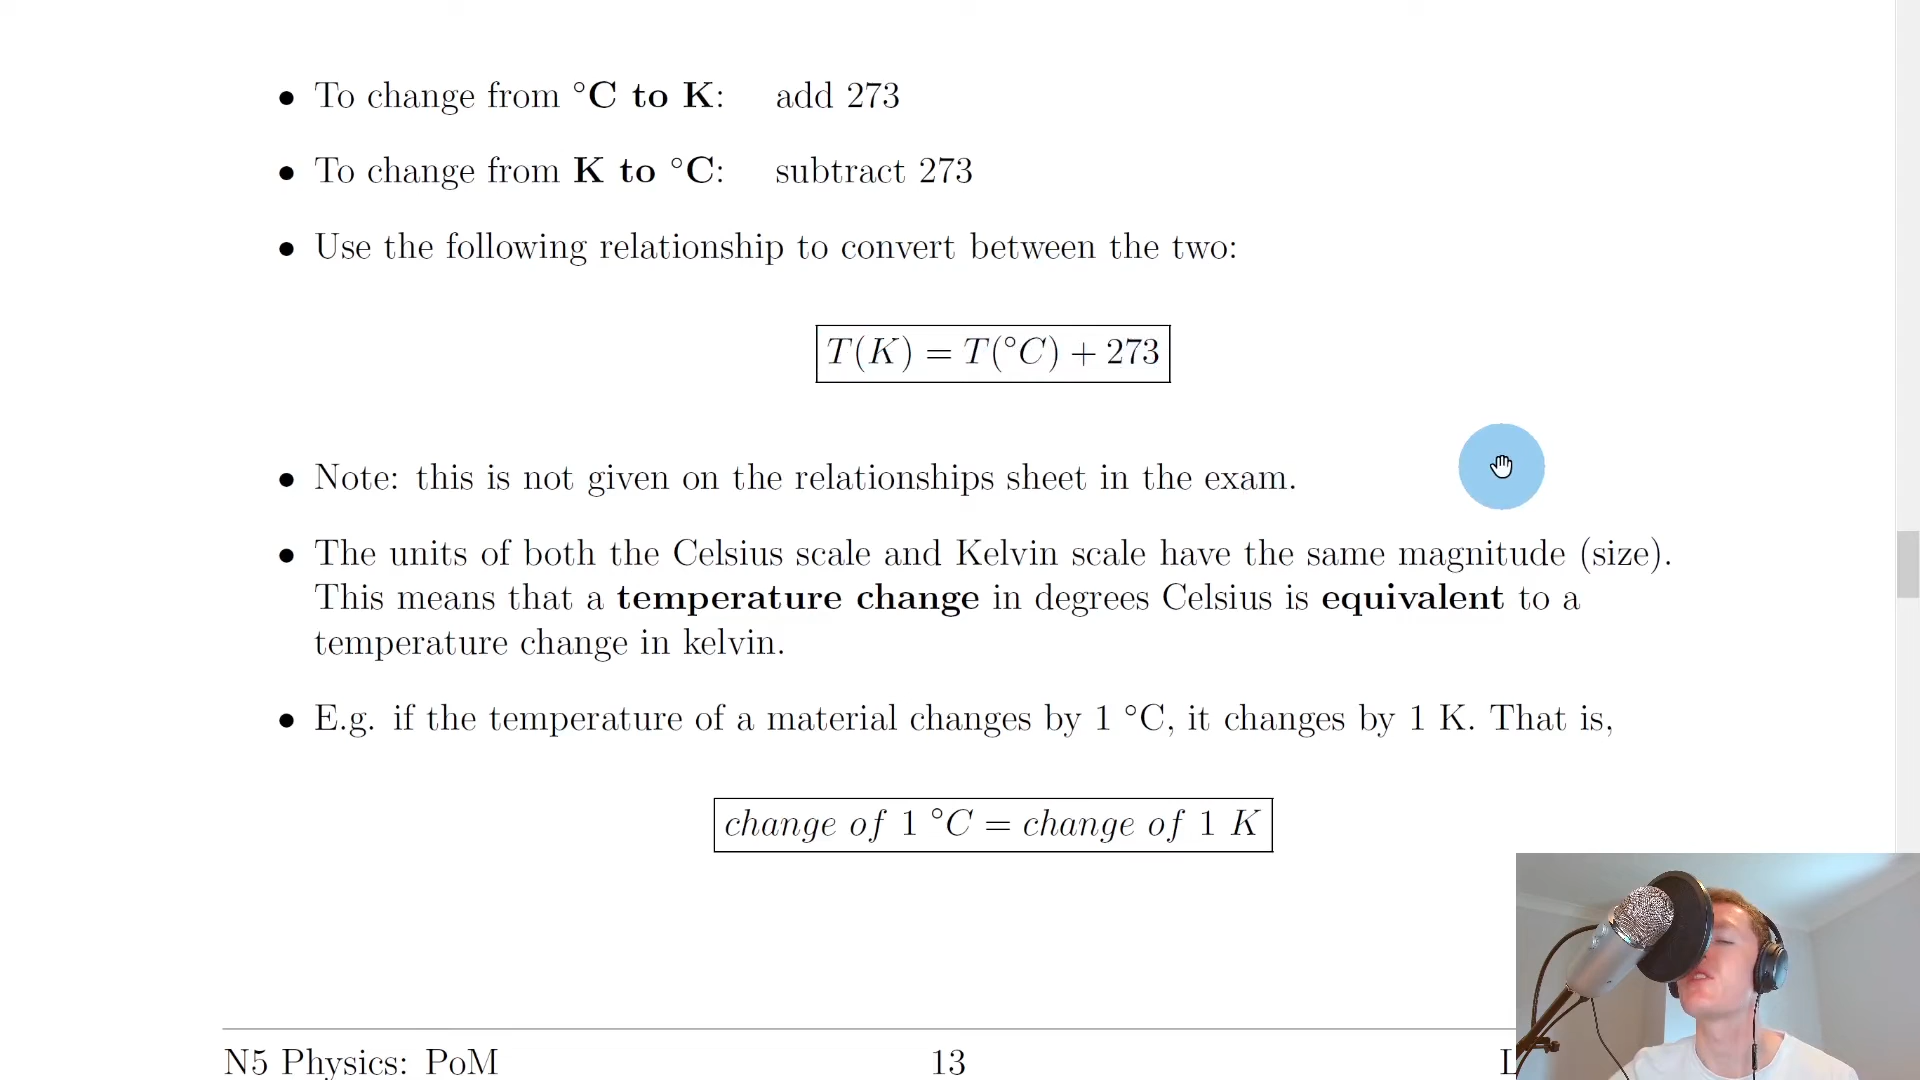 • To change from °C to K: add 273
• To change from K to °C: subtract 273
• Use the following relationship to convert between the two:
T(K) = T(°C) + 273
• Note: this is not given on the relationships sheet in the exam.
• The units of both the Celsius scale and Kelvin scale have the same magnitude (size).
This means that a temperature change in degrees Celsius is equivalent to a
temperature change in kelvin.
• E.g. if the temperature of a material changes by 1 °C, it changes by 1 K. That is,
change of 1 °C = change of 1 K
N5 Physics: PoM 13